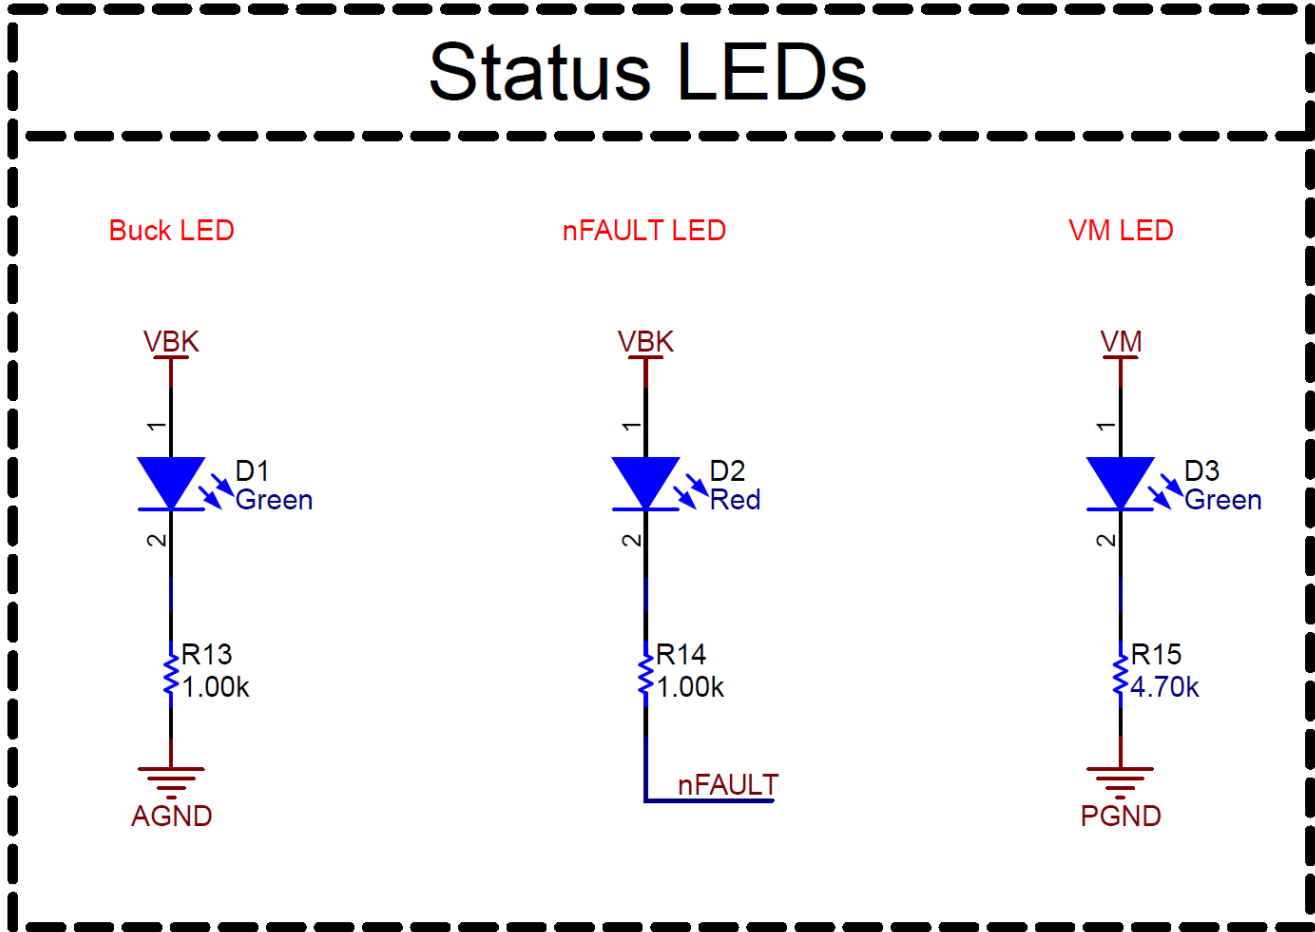 Status LEDs
Buck LED
nFAULT LED
VM LED
VBK
1
D1
Green
2
R13
1.00k
AGND
VBK
1
D2
Red
2
R14
1.00k
nFAULT
VM
1
D3
Green
2
R15
4.70k
PGND